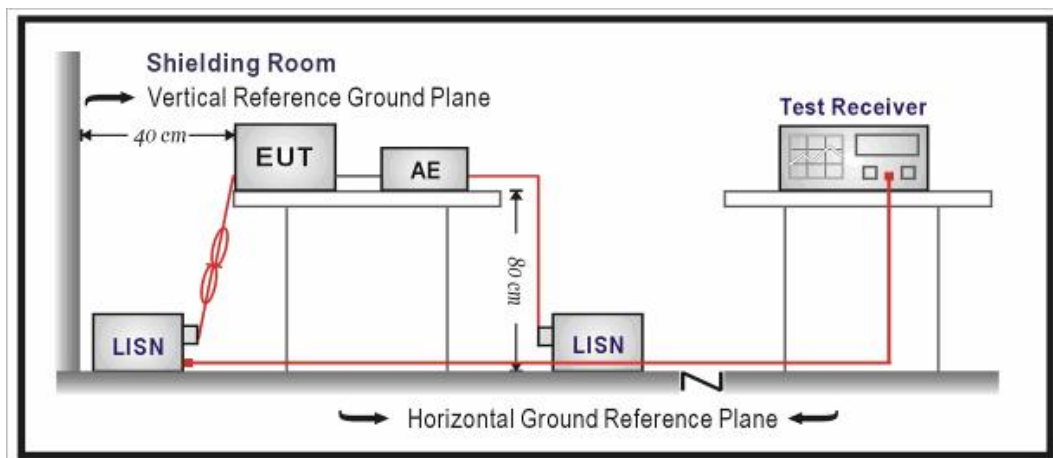 Shielding Room
Vertical Reference Ground Plane
40 cm
EUT
AE
Test Receiver
80 cm
LISN
LISN
Horizontal Ground Reference Plane